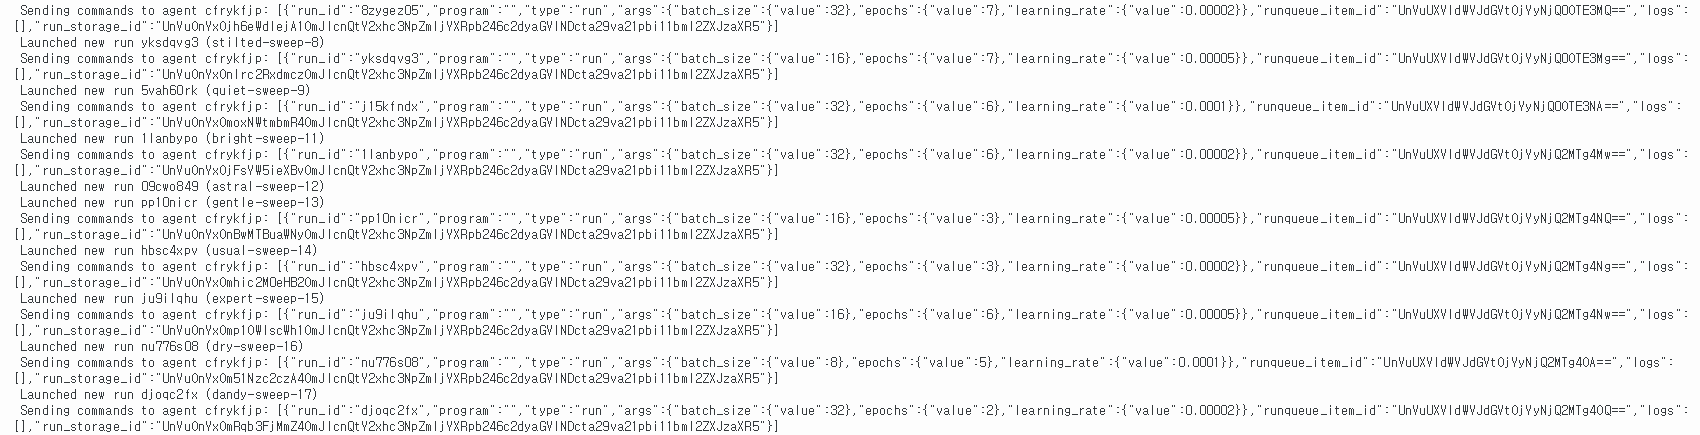 Sending commands to agent cfrykfjp: [{"run_id":"8zygez05","program":"","type":"run","args":{"batch_size":{"value":32},"epochs":{"value":7},"learning_rate":{"value":0.00002}},"runqueue_item_id":"UnVuUXVldWVJdGVtOjYyNjQ0OTE3MQ==","logs":
[],"run_storage_id":"UnVuOnYxOjh6eWdlejA1OmJlcnQtY2xhc3NpZmljYXRpb246c2dyaGVlNDcta29va21pbi11bml2ZXJzaXR5"}]
Launched new run yksdqvg3 (stilted-sweep-8)
Sending commands to agent cfrykfjp: [{"run_id":"yksdqvg3","program":"","type":"run","args":{"batch_size":{"value":16},"epochs":{"value":7},"learning_rate":{"value":0.00005}},"runqueue_item_id":"UnVuUXVldWVJdGVtOjYyNjQ0OTE3Mg==","logs":
[],"run_storage_id":"UnVuOnYxOnlrc2RxdmczOmJlcnQtY2xhc3NpZmljYXRpb246c2dyaGVlNDcta29va21pbi11bml2ZXJzaXR5"}]
Launched new run 5vah60rk (quiet-sweep-9)
Sending commands to agent cfrykfjp: [{"run_id":"j15kfndx","program":"","type":"run","args":{"batch_size":{"value":32},"epochs":{"value":6},"learning_rate":{"value":0.0001}},"runqueue_item_id":"UnVuUXVldWVJdGVtOjYyNjQ0OTE3NA==","logs":
[],"run_storage_id":"UnVuOnYxOmoxNWtmbmR4OmJlcnQtY2xhc3NpZmljYXRpb246c2dyaGVlNDcta29va21pbi11bml2ZXJzaXR5"}]
Launched new run 1lanbypo (bright-sweep-11)
Sending commands to agent cfrykfjp: [{"run_id":"1lanbypo","program":"","type":"run","args":{"batch_size":{"value":32},"epochs":{"value":6},"learning_rate":{"value":0.00002}},"runqueue_item_id":"UnVuUXVldWVJdGVtOjYyNjQ2MTg4Mw==","logs":
[],"run_storage_id":"UnVuOnYxOjFsYW5ieXBvOmJlcnQtY2xhc3NpZmljYXRpb246c2dyaGVlNDcta29va21pbi11bml2ZXJzaXR5"}]
Launched new run 09cwo849 (astral-sweep-12)
Launched new run pp10nicr (gentle-sweep-13)
Sending commands to agent cfrykfjp: [{"run_id":"pp10nicr","program":"","type":"run","args":{"batch_size":{"value":16},"epochs":{"value":3},"learning_rate":{"value":0.00005}},"runqueue_item_id":"UnVuUXVldWVJdGVtOjYyNjQ2MTg4NQ==","logs":
[],"run_storage_id":"UnVuOnYxOnBwMTBuaWNyOmJlcnQtY2xhc3NpZmljYXRpb246c2dyaGVlNDcta29va21pbi11bml2ZXJzaXR5"}]
Launched new run hbsc4xpv (usual-sweep-14)
Sending commands to agent cfrykfjp: [{"run_id":"hbsc4xpv","program":"","type":"run","args":{"batch_size":{"value":32},"epochs":{"value":3},"learning_rate":{"value":0.00002}},"runqueue_item_id":"UnVuUXVldWVJdGVtOjYyNjQ2MTg4Ng==","logs":
[],"run_storage_id":"UnVuOnYxOmhic2M0eHB2OmJlcnQtY2xhc3NpZmljYXRpb246c2dyaGVlNDcta29va21pbi11bml2ZXJzaXR5"}]
Launched new run ju9ilqhu (expert-sweep-15)
Sending commands to agent cfrykfjp: [{"run_id":"ju9ilqhu","program":"","type":"run","args":{"batch_size":{"value":16},"epochs":{"value":6},"learning_rate":{"value":0.00005}},"runqueue_item_id":"UnVuUXVldWVJdGVtOjYyNjQ2MTg4Nw==","logs":
[],"run_storage_id":"UnVuOnYxOmp1OWlscWh1OmJlcnQtY2xhc3NpZmljYXRpb246c2dyaGVlNDcta29va21pbi11bml2ZXJzaXR5"}]
Launched new run nu776s08 (dry-sweep-16)
Sending commands to agent cfrykfjp: [{"run_id":"nu776s08","program":"","type":"run","args":{"batch_size":{"value":8},"epochs":{"value":5},"learning_rate":{"value":0.0001}},"runqueue_item_id":"UnVuUXVldWVJdGVtOjYyNjQ2MTg4OA==","logs":
[],"run_storage_id":"UnVuOnYxOm51Nzc2czA4OmJlcnQtY2xhc3NpZmljYXRpb246c2dyaGVlNDcta29va21pbi11bml2ZXJzaXR5"}]
Launched new run djoqc2fx (dandy-sweep-17)
Sending commands to agent cfrykfjp: [{"run_id":"djoqc2fx","program":"","type":"run","args":{"batch_size":{"value":32},"epochs":{"value":2},"learning_rate":{"value":0.00002}},"runqueue_item_id":"UnVuUXVldWVJdGVtOjYyNjQ2MTg4OQ==","logs":
[],"run_storage_id":"UnVuOnYxOmRqb3FjMmZ4OmJlcnQtY2xhc3NpZmljYXRpb246c2dyaGVlNDcta29va21pbi11bml2ZXJzaXR5"}]